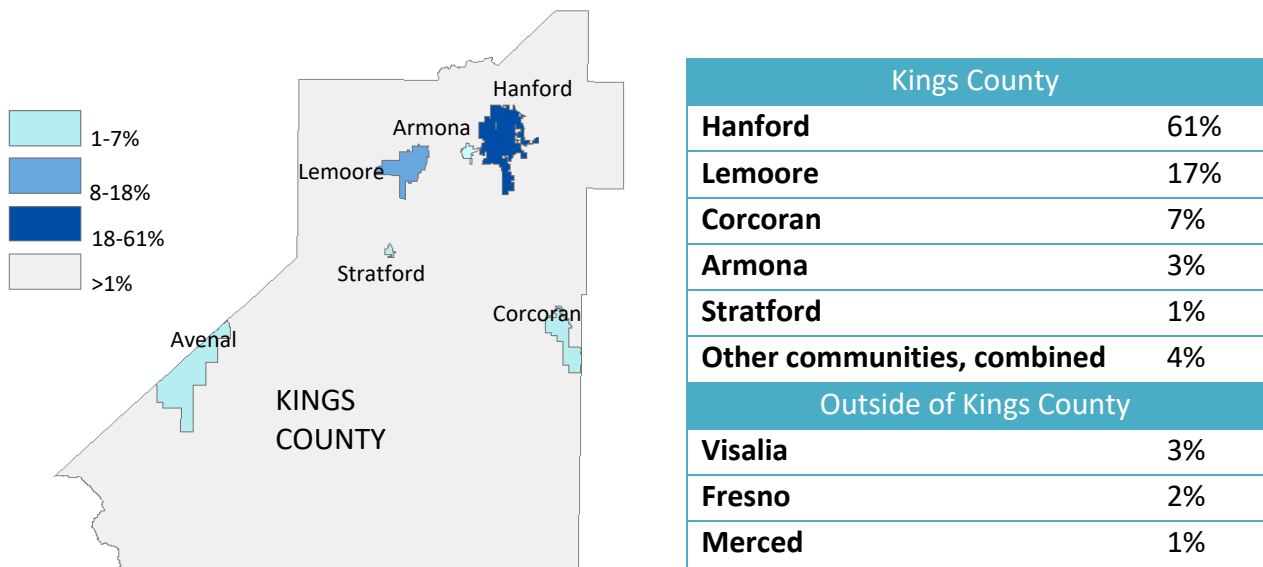 1-7%
8-18%
18-61%
>1%
Hanford
Armona
Lemoore
Stratford
Corcoran
Avenal
KINGS
COUNTY
Kings County
Hanford 61%
Lemoore 17%
Corcoran 7%
Armona 3%
Stratford 1%
Other communities, combined 4%
Outside of Kings County
Visalia 3%
Fresno 2%
Merced 1%